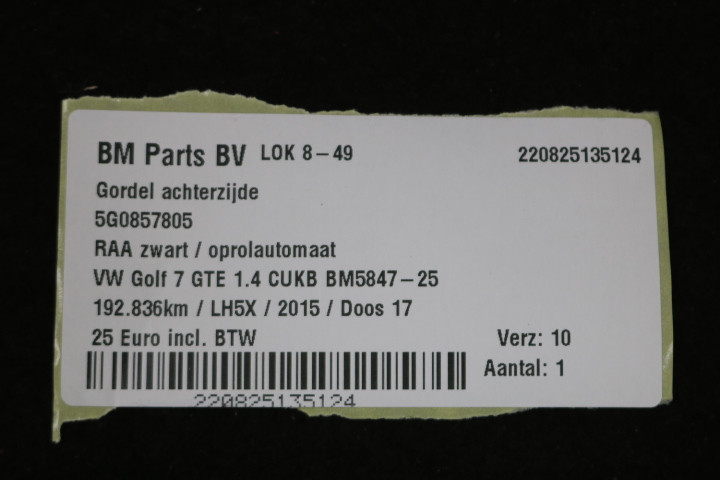 BM Parts BV LOK 8-49 220825135124
Gordel achterzijde
5G0857805
RAA zwart / oprolautomaat
VW Golf 7 GTE 1.4 CUKB BM5847-25
192.836km / LH5X / 2015 / Doos 17
25 Euro incl. BTW Verz: 10
Aantal: 1
220825135124